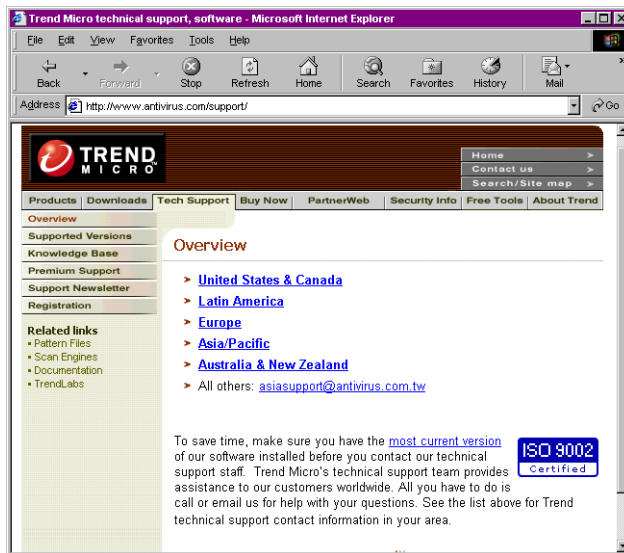 Trend Micro technical support, software - Microsoft Internet Explorer
File Edit View Favorites Tools Help
Back Forward Stop Refresh Home Search Favorites History Mail »
Address http://www.antivirus.com/support/ Go
TREND MICRO™
Home >
Contact us >
Search/Site map >
Products | Downloads | Tech Support | Buy Now | PartnerWeb | Security Info | Free Tools | About Trend
Overview
Supported Versions
Knowledge Base
Premium Support
Support Newsletter
Registration
Related links
Pattern Files
Scan Engines
Documentation
TrendLabs
Overview
United States & Canada
Latin America
Europe
Asia/Pacific
Australia & New Zealand
All others: asiasupport@antivirus.com.tw
To save time, make sure you have the most current version
of our software installed before you contact our technical
support staff. Trend Micro's technical support team provides
assistance to our customers worldwide. All you have to do is
call or email us for help with your questions. See the list above for Trend
technical support contact information in your area.
ISO 9002
Certified